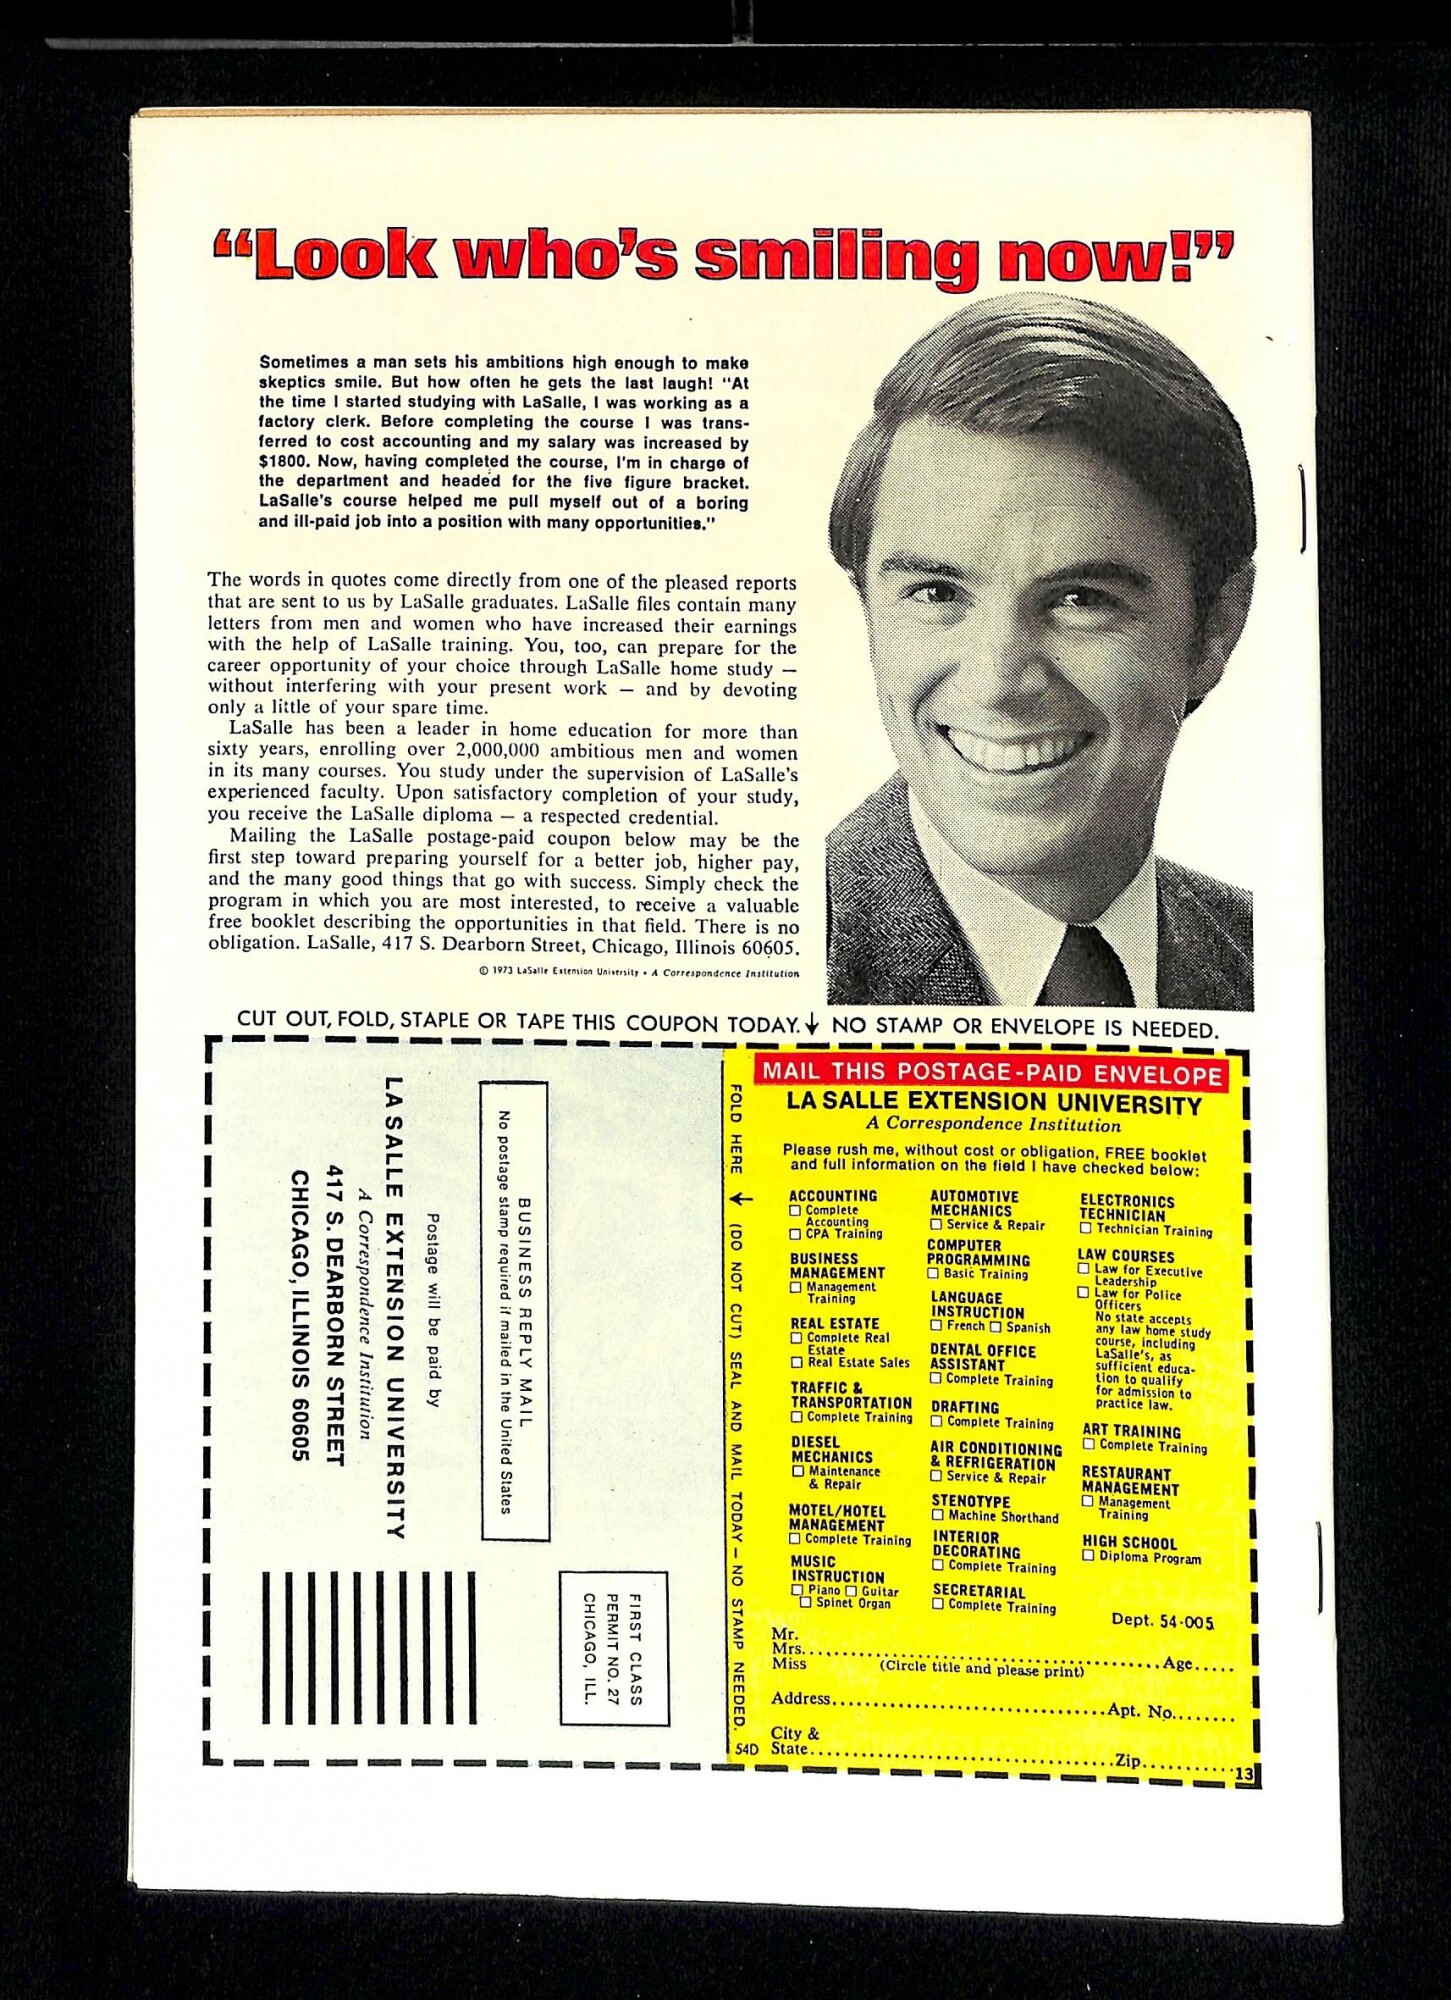 “Look who’s smiling now!”
Sometimes a man sets his ambitions high enough to make
skeptics smile. But how often he gets the last laugh! “At
the time I started studying with LaSalle, I was working as a
factory clerk. Before completing the course I was trans-
ferred to cost accounting and my salary was increased by
$1800. Now, having completed the course, I'm in charge of
the department and headed for the five figure bracket.
LaSalle's course helped me pull myself out of a boring
and ill-paid job into a position with many opportunities.”
The words in quotes come directly from one of the pleased reports
that are sent to us by LaSalle graduates. LaSalle files contain many
letters from men and women who have increased their earnings
with the help of LaSalle training. You, too, can prepare for the
career opportunity of your choice through LaSalle home study —
without interfering with your present work — and by devoting
only a little of your spare time.
LaSalle has been a leader in home education for more than
sixty years, enrolling over 2,000,000 ambitious men and women
in its many courses. You study under the supervision of LaSalle's
experienced faculty. Upon satisfactory completion of your study,
you receive the LaSalle diploma — a respected credential.
Mailing the LaSalle postage-paid coupon below may be the
first step toward preparing yourself for a better job, higher pay,
and the many good things that go with success. Simply check the
program in which you are most interested, to receive a valuable
free booklet describing the opportunities in that field. There is no
obligation. LaSalle, 417 S. Dearborn Street, Chicago, Illinois 60605.
© 1973 LaSalle Extension University • A Correspondence Institution
CUT OUT, FOLD, STAPLE OR TAPE THIS COUPON TODAY. ↓ NO STAMP OR ENVELOPE IS NEEDED.
FIRST CLASS
PERMIT NO. 27
CHICAGO, ILL.
BUSINESS REPLY MAIL
No postage stamp required if mailed in the United States
Postage will be paid by
LA SALLE EXTENSION UNIVERSITY
A Correspondence Institution
417 S. DEARBORN STREET
CHICAGO, ILLINOIS 60605
FOLD HERE ↓ (DO NOT CUT) SEAL AND MAIL TODAY — NO STAMP NEEDED.
54D
MAIL THIS POSTAGE-PAID ENVELOPE
LA SALLE EXTENSION UNIVERSITY
A Correspondence Institution
Please rush me, without cost or obligation, FREE booklet
and full information on the field I have checked below:
ACCOUNTING
☐ Complete
Accounting
☐ CPA Training
BUSINESS
MANAGEMENT
☐ Management
Training
REAL ESTATE
☐ Complete Real
Estate
☐ Real Estate Sales
TRAFFIC &
TRANSPORTATION
☐ Complete Training
DIESEL
MECHANICS
☐ Maintenance
& Repair
MOTEL/HOTEL
MANAGEMENT
☐ Complete Training
MUSIC
INSTRUCTION
☐ Piano ☐ Guitar
☐ Spinet Organ
AUTOMOTIVE
MECHANICS
☐ Service & Repair
COMPUTER
PROGRAMMING
☐ Basic Training
LANGUAGE
INSTRUCTION
☐ French ☐ Spanish
DENTAL OFFICE
ASSISTANT
☐ Complete Training
DRAFTING
☐ Complete Training
AIR CONDITIONING
& REFRIGERATION
☐ Service & Repair
STENOTYPE
☐ Machine Shorthand
INTERIOR
DECORATING
☐ Complete Training
SECRETARIAL
☐ Complete Training
ELECTRONICS
TECHNICIAN
☐ Technician Training
LAW COURSES
☐ Law for Executive
Leadership
☐ Law for Police
Officers
No state accepts
any law home study
course, including
LaSalle's, as
sufficient educa-
tion to qualify
for admission to
practice law.
ART TRAINING
☐ Complete Training
RESTAURANT
MANAGEMENT
☐ Management
Training
HIGH SCHOOL
☐ Diploma Program
Dept. 54-005
Mr.
Mrs. Age
Miss (Circle title and please print)
Address Apt. No.
City &
State Zip
13